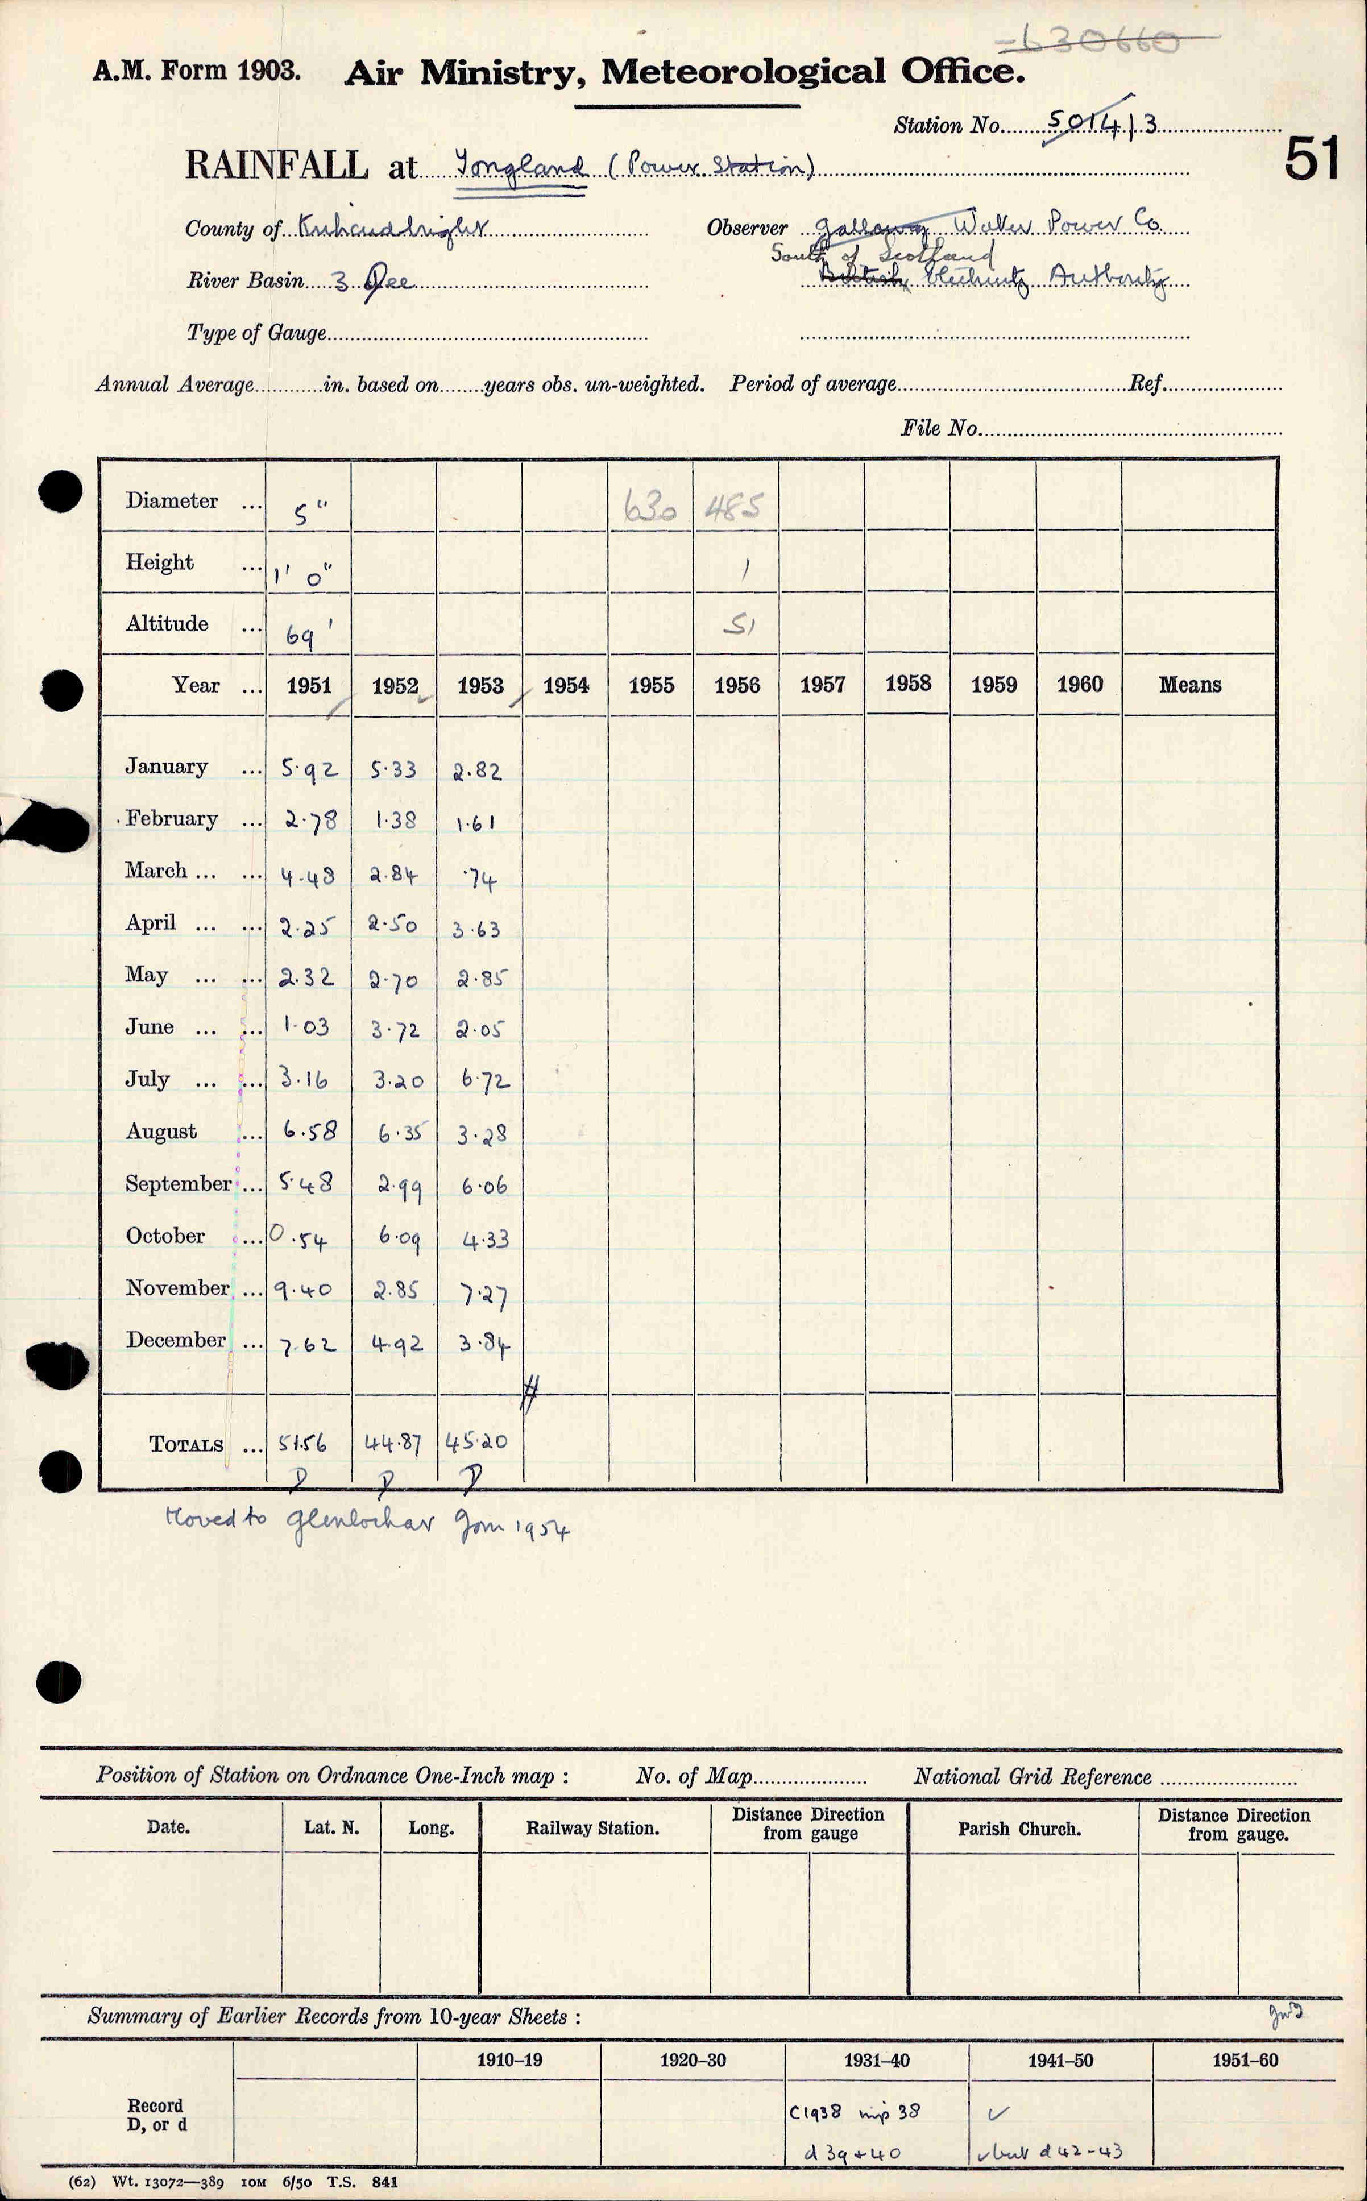 630660
A.M. Form 1903. Air Ministry, Meteorological Office.
Station No. 5014/3
51
RAINFALL at Tongland (Power Station)
County of Kirkcudbright
Observer Galloway Water Power Co
South of Scotland
River Basin 3 Dee
British Electricity Authority
Type of Gauge
Annual Average in. based on years obs. un-weighted. Period of average Ref.
File No.
Diameter ... 5" 630 485
Height ... 1' 0" 1
Altitude ... 69' 51
Year ... 1951 1952 1953 1954 1955 1956 1957 1958 1959 1960 Means
January ... 5.92 5.33 2.82
February ... 2.78 1.38 1.61
March ... ... 4.48 2.84 .74
April ... ... 2.25 2.50 3.63
May ... ... 2.32 2.70 2.85
June ... ... 1.03 3.72 2.05
July ... ... 3.16 3.20 6.72
August ... 6.58 6.35 3.28
September ... 5.48 2.99 6.06
October ... 0.54 6.09 4.33
November ... 9.40 2.85 7.27
December ... 7.62 4.92 3.84
TOTALS ... 51.56 44.87 45.20
D D D
Moved to Glenlochar Jan 1954
Position of Station on Ordnance One-Inch map : No. of Map National Grid Reference
Date. Lat. N. Long. Railway Station. Distance Direction from gauge Parish Church. Distance Direction from gauge.
Summary of Earlier Records from 10-year Sheets :
1910–19 1920–30 1931–40 1941–50 1951–60
Record C1938 mp 38 ✓
D, or d d 39+40 ✓ but d 42-43
(62) Wt. 13072—389 10M 6/50 T.S. 841